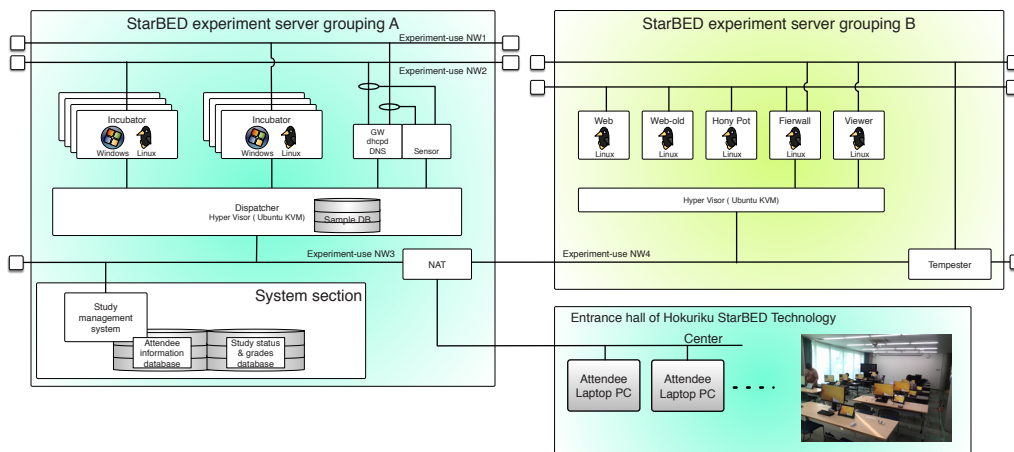 StarBED experiment server grouping A
Experiment-use NW1
Experiment-use NW2
Incubator
Windows Linux
Incubator
Windows Linux
GW
dhcpd
DNS
Sensor
Dispatcher
Hyper Visor ( Ubuntu KVM)
Sample DB
Experiment-use NW3
NAT
System section
Study
management
system
Attendee
information
database
Study status
& grades
database
StarBED experiment server grouping B
Web
Linux
Web-old
Linux
Hony Pot
Linux
Fierwall
Linux
Viewer
Linux
Hyper Visor ( Ubuntu KVM)
Experiment-use NW4
Tempester
Entrance hall of Hokuriku StarBED Technology
Center
Attendee
Laptop PC
Attendee
Laptop PC